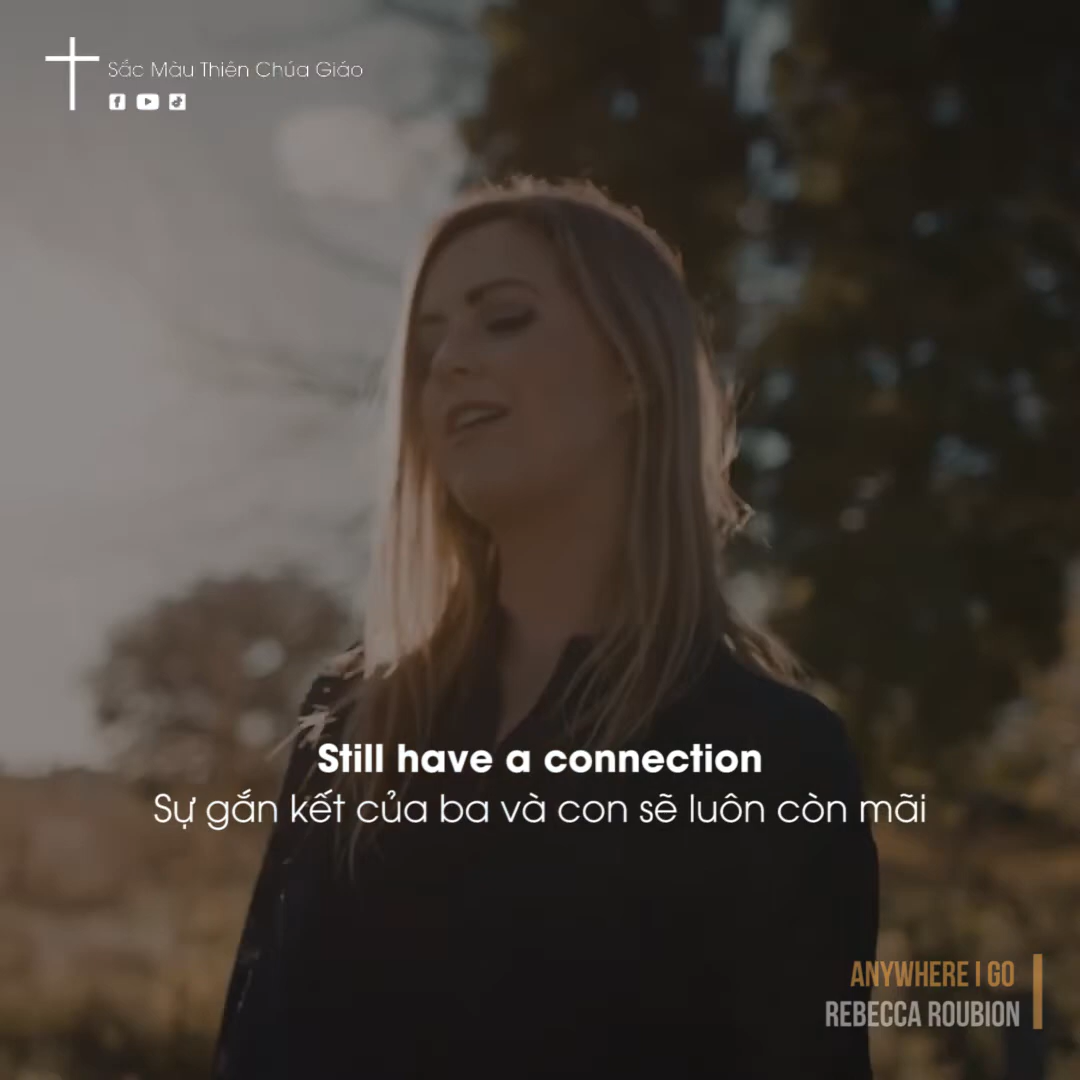 Sắc Màu Thiên Chúa Giáo
Still have a connection
Sự gắn kết của ba và con sẽ luôn còn mãi
ANYWHERE I GO
REBECCA ROUBION